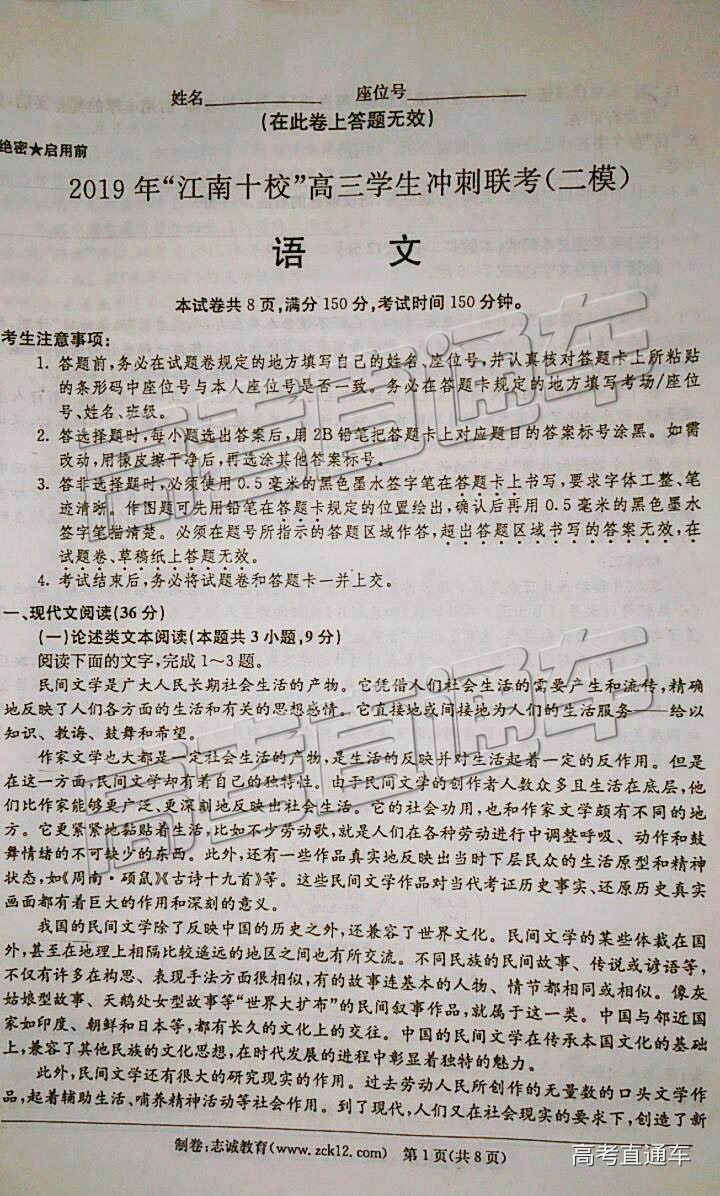 姓名____________ 座位号____________
(在此卷上答题无效)
绝密★启用前
2019年“江南十校”高三学生冲刺联考(二模)
语 文
本试卷共8页,满分150分,考试时间150分钟。
考生注意事项:
1. 答题前,务必在试题卷规定的地方填写自己的姓名、座位号,并认真核对答题卡上所粘贴
的条形码中座位号与本人座位号是否一致。务必在答题卡规定的地方填写考场/座位
号、姓名、班级。
2. 答选择题时,每小题选出答案后,用2B铅笔把答题卡上对应题目的答案标号涂黑。如需
改动,用橡皮擦干净后,再选涂其他答案标号。
3. 答非选择题时,必须使用0.5毫米的黑色墨水签字笔在答题卡上书写,要求字体工整、笔
迹清晰。作图题可先用铅笔在答题卡规定的位置绘出,确认后再用0.5毫米的黑色墨水
签字笔描清楚。必须在题号所指示的答题区域作答,超出答题区域书写的答案无效,在
试题卷、草稿纸上答题无效。
4. 考试结束后,务必将试题卷和答题卡一并上交。
一、现代文阅读(36分)
(一)论述类文本阅读(本题共3小题,9分)
阅读下面的文字,完成1~3题。
民间文学是广大人民长期社会生活的产物。它凭借人们社会生活的需要产生和流传,精确
地反映了人们各方面的生活和有关的思想感情。它直接地或间接地为人们的生活服务——给以
知识、教诲、鼓舞和希望。
作家文学也大都是一定社会生活的产物,是生活的反映并对生活起着一定的反作用。但是
在这一方面,民间文学却有着自己的独特性。由于民间文学的创作者人数众多且生活在底层,他
们比作家能够更广泛、更深刻地反映出社会生活。它的社会功用,也和作家文学颇有不同的地
方。它更紧紧地黏贴着生活,比如不少劳动歌,就是人们在各种劳动进行中调整呼吸、动作和鼓
舞情绪的不可缺少的东西。此外,还有一些作品真实地反映出当时下层民众的生活原型和精神
状态,如《周南·硕鼠》《古诗十九首》等。这些民间文学作品对当代考证历史事实、还原历史真实
画面都有着巨大的作用和深刻的意义。
我国的民间文学除了反映中国的历史之外,还兼容了世界文化。民间文学的某些体裁在国
外,甚至在地理上相隔比较遥远的地区之间也有所交流。不同民族的民间故事、传说或谚语等,
不仅有许多在构思、表现手法方面很相似,有的故事连基本的人物、情节都相同或相似。像灰
姑娘型故事、天鹅处女型故事等“世界大扩布”的民间叙事作品,就属于这一类。中国与邻近国
家如印度、朝鲜和日本等,都有长久的文化上的交往。中国的民间文学在传承本国文化的基础
上,兼容了其他民族的文化思想,在时代发展的进程中彰显着独特的魅力。
此外,民间文学还有很大的研究现实的作用。过去劳动人民所创作的无量数的口头文学作
品,起着辅助生活、哺养精神活动等社会作用。到了现代,人们又在社会现实的要求下,创造了新
制卷:志诚教育(www.zck12.com) 第1页(共8页)
高考直通车
高考直通车
高考直通车